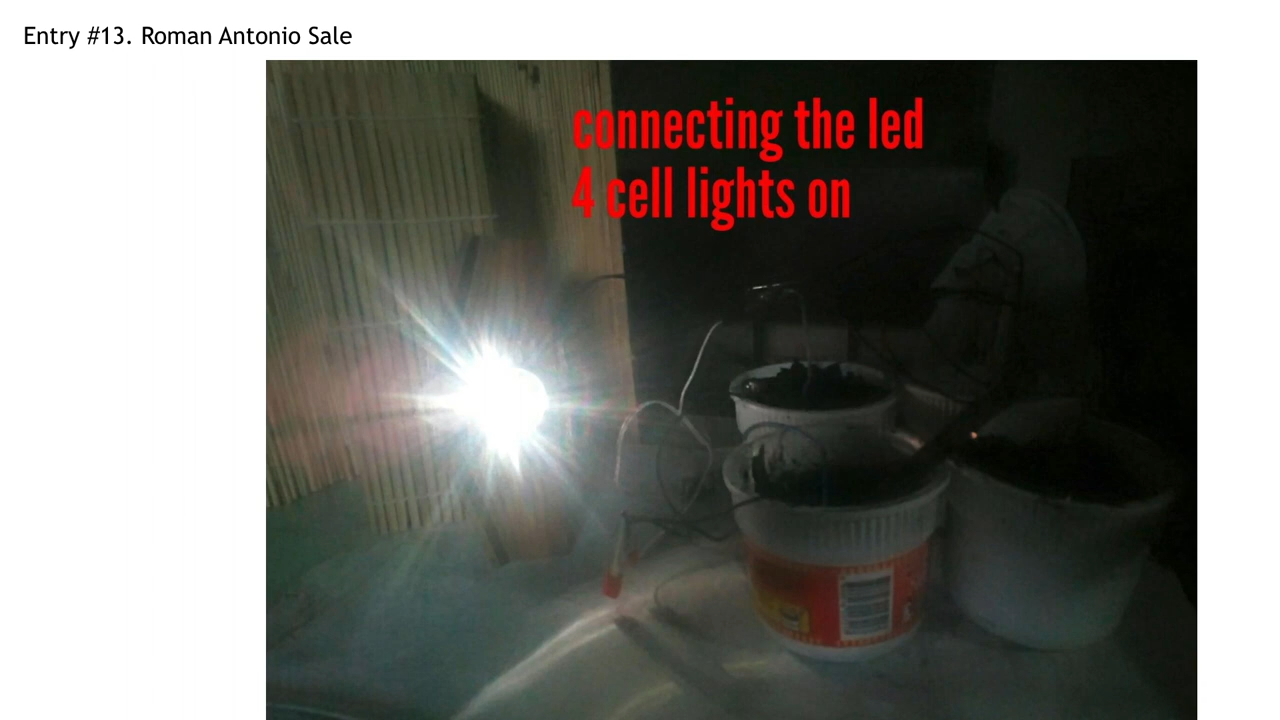 Entry #13. Roman Antonio Sale
connecting the led
4 cell lights on